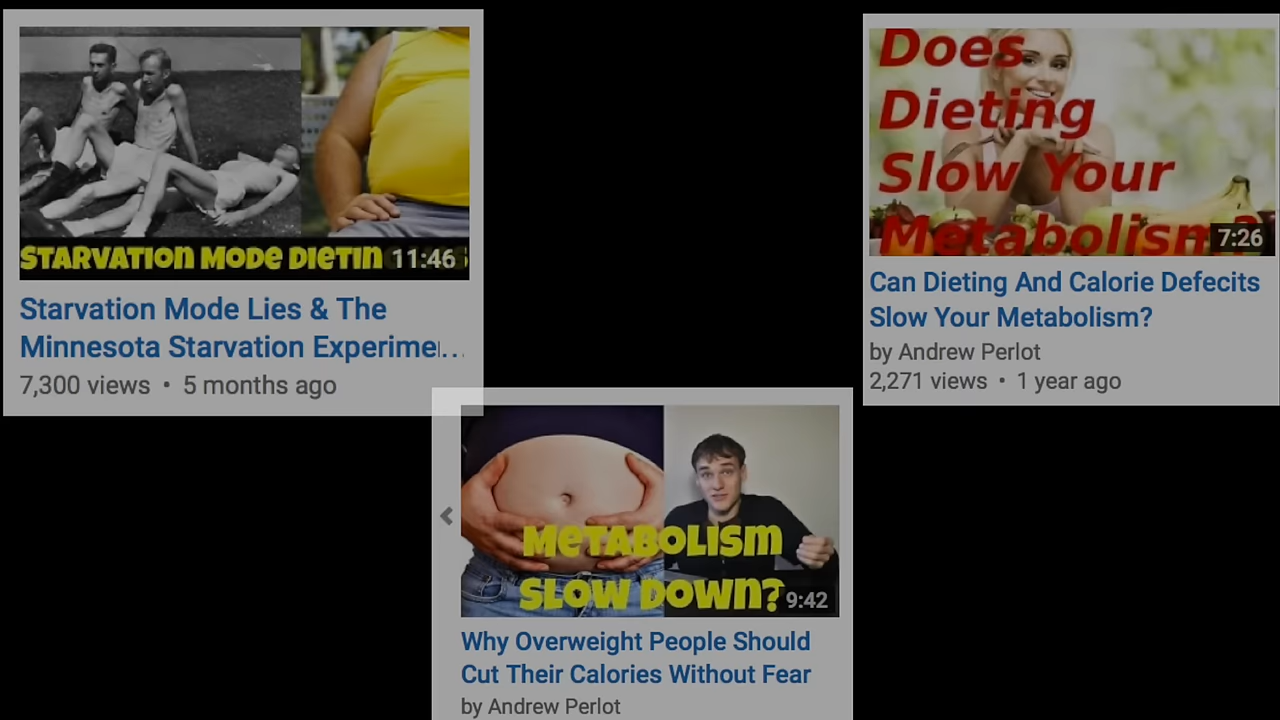 STARVATION MODE DIETIN
11:46
Starvation Mode Lies & The
Minnesota Starvation Experime...
7,300 views • 5 months ago
Does
Dieting
Slow Your
Metabolism?
7:26
Can Dieting And Calorie Defecits
Slow Your Metabolism?
by Andrew Perlot
2,271 views • 1 year ago
METABOLISM
SLOW DOWN?
9:42
Why Overweight People Should
Cut Their Calories Without Fear
by Andrew Perlot